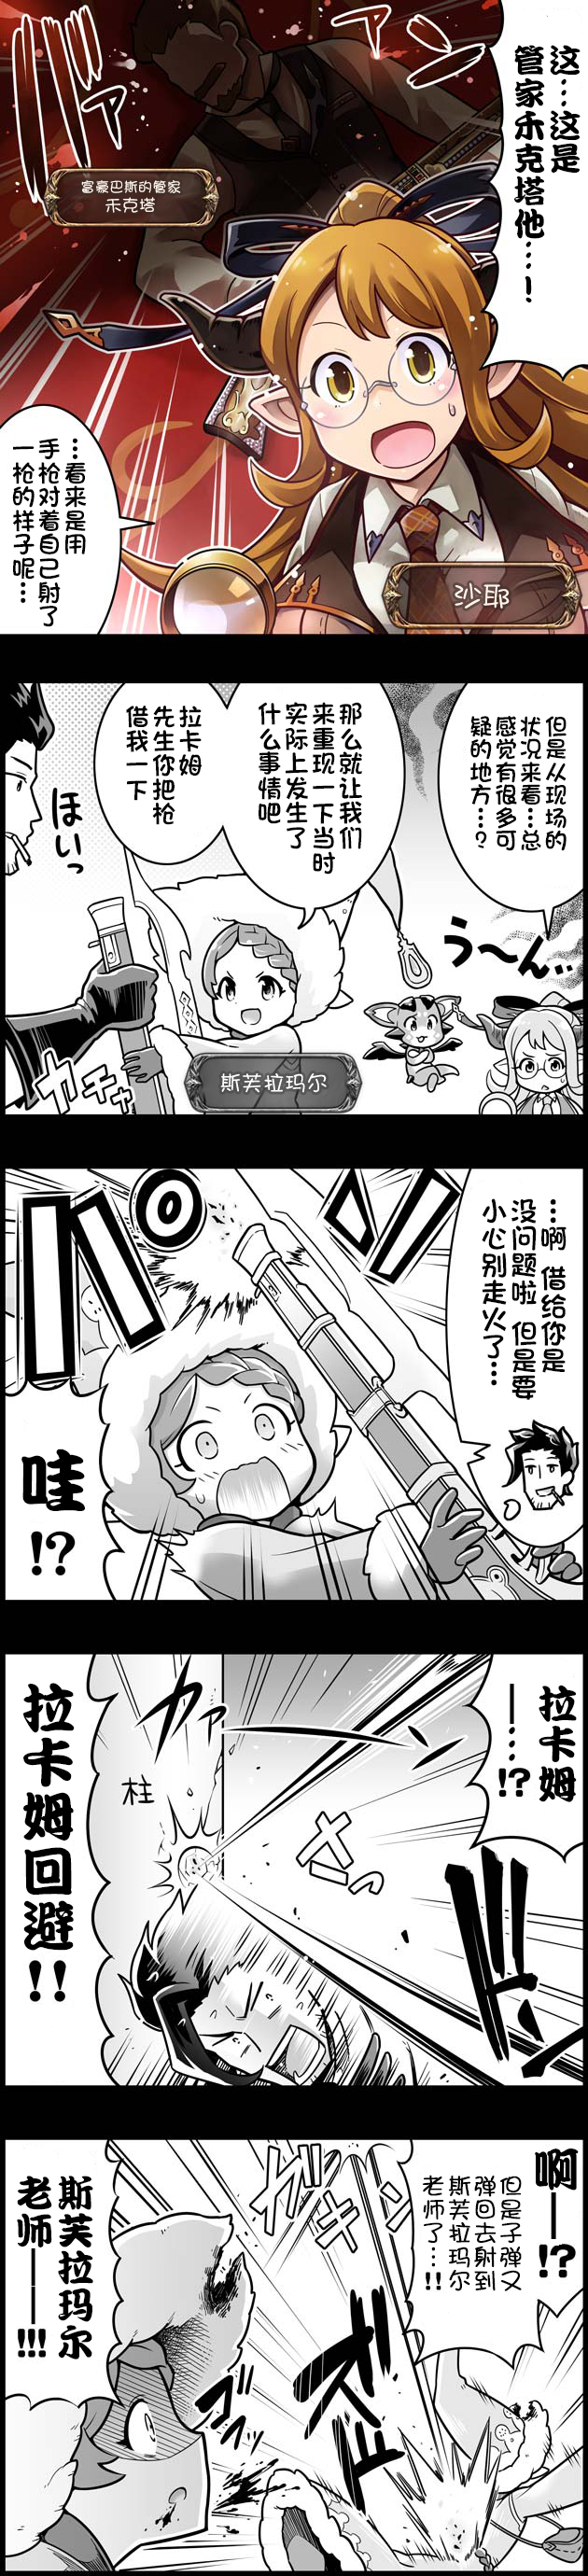 这…这是
管家禾克塔他…！
バァアン
富豪巴斯的管家
禾克塔
…看来是用
手枪对着自己射了
一枪的样子呢…
沙耶
但是从现场的
状况来看…总
感觉有很多可
疑的地方…？
う～ん‥
那么就让我们
来重现一下当时
实际上发生了
什么事情吧
拉卡姆
先生你把枪
借我一下
ほいっ
ガチャ
斯芙拉玛尔
…啊 借给你是
没问题啦 但是要
小心别走火了…
哇!?
拉卡姆
——…!?
カァーン
柱
ドン
拉卡姆回避!!
啊——!?
但是子弹又
弹回去射到
斯芙拉玛尔
老师了…!!
ガキン
ズドッ
斯芙拉玛尔
老师——!!!